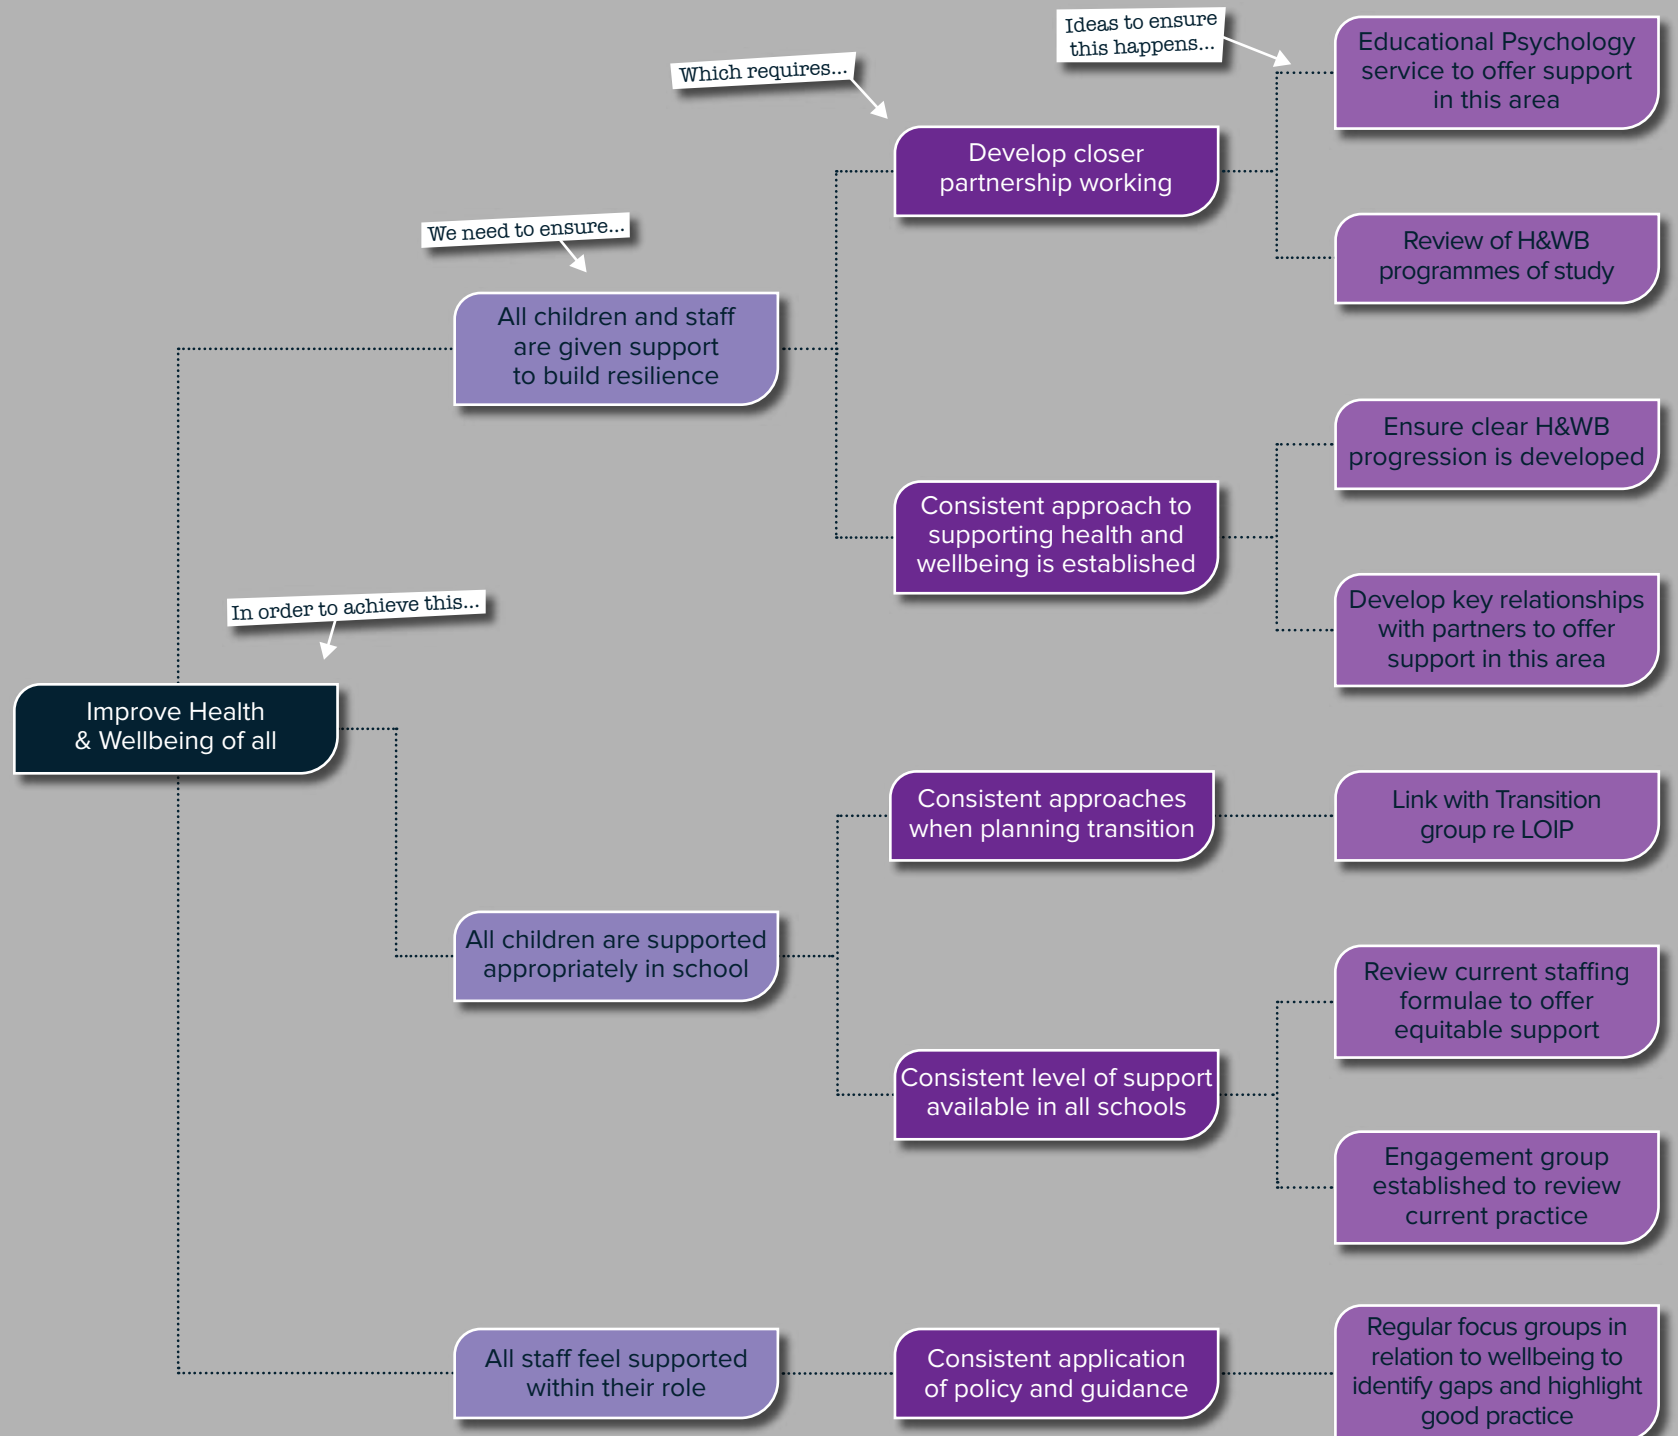 Ideas to ensure
this happens...
Which requires...
We need to ensure...
In order to achieve this...
Improve Health
& Wellbeing of all
All children and staff
are given support
to build resilience
Develop closer
partnership working
Educational Psychology
service to offer support
in this area
Review of H&WB
programmes of study
Consistent approach to
supporting health and
wellbeing is established
Ensure clear H&WB
progression is developed
Develop key relationships
with partners to offer
support in this area
All children are supported
appropriately in school
Consistent approaches
when planning transition
Link with Transition
group re LOIP
Consistent level of support
available in all schools
Review current staffing
formulae to offer
equitable support
Engagement group
established to review
current practice
All staff feel supported
within their role
Consistent application
of policy and guidance
Regular focus groups in
relation to wellbeing to
identify gaps and highlight
good practice